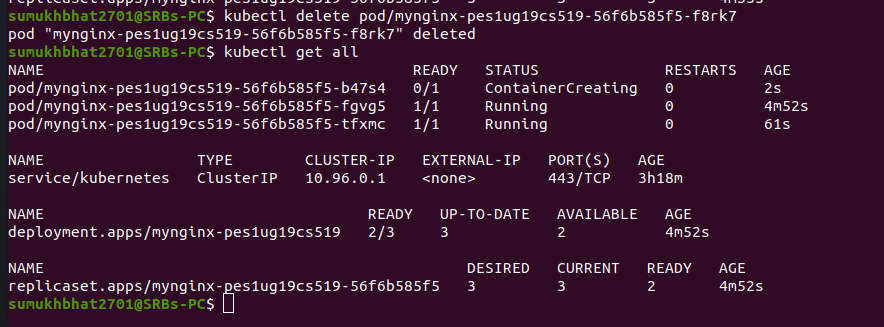 sumukhbhat2701@SRBs-PC$ kubectl delete pod/mynginx-pes1ug19cs519-56f6b585f5-f8rk7
pod "mynginx-pes1ug19cs519-56f6b585f5-f8rk7" deleted
sumukhbhat2701@SRBs-PC$ kubectl get all
NAME READY STATUS RESTARTS AGE
pod/mynginx-pes1ug19cs519-56f6b585f5-b47s4 0/1 ContainerCreating 0 2s
pod/mynginx-pes1ug19cs519-56f6b585f5-fgvg5 1/1 Running 0 4m52s
pod/mynginx-pes1ug19cs519-56f6b585f5-tfxmc 1/1 Running 0 61s
NAME TYPE CLUSTER-IP EXTERNAL-IP PORT(S) AGE
service/kubernetes ClusterIP 10.96.0.1 <none> 443/TCP 3h18m
NAME READY UP-TO-DATE AVAILABLE AGE
deployment.apps/mynginx-pes1ug19cs519 2/3 3 2 4m52s
NAME DESIRED CURRENT READY AGE
replicaset.apps/mynginx-pes1ug19cs519-56f6b585f5 3 3 2 4m52s
sumukhbhat2701@SRBs-PC$